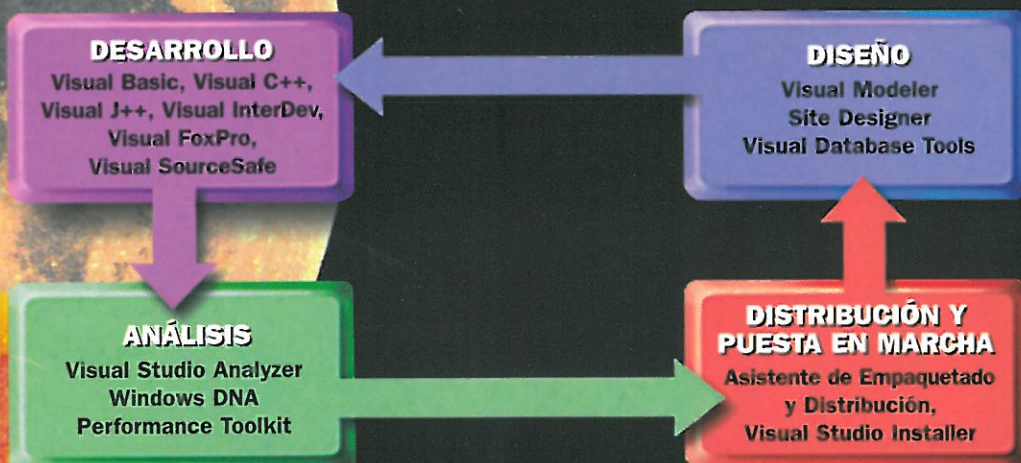 DESARROLLO
Visual Basic, Visual C++,
Visual J++, Visual InterDev,
Visual FoxPro,
Visual SourceSafe
DISEÑO
Visual Modeler
Site Designer
Visual Database Tools
ANÁLISIS
Visual Studio Analyzer
Windows DNA
Performance Toolkit
DISTRIBUCIÓN Y
PUESTA EN MARCHA
Asistente de Empaquetado
y Distribución,
Visual Studio Installer